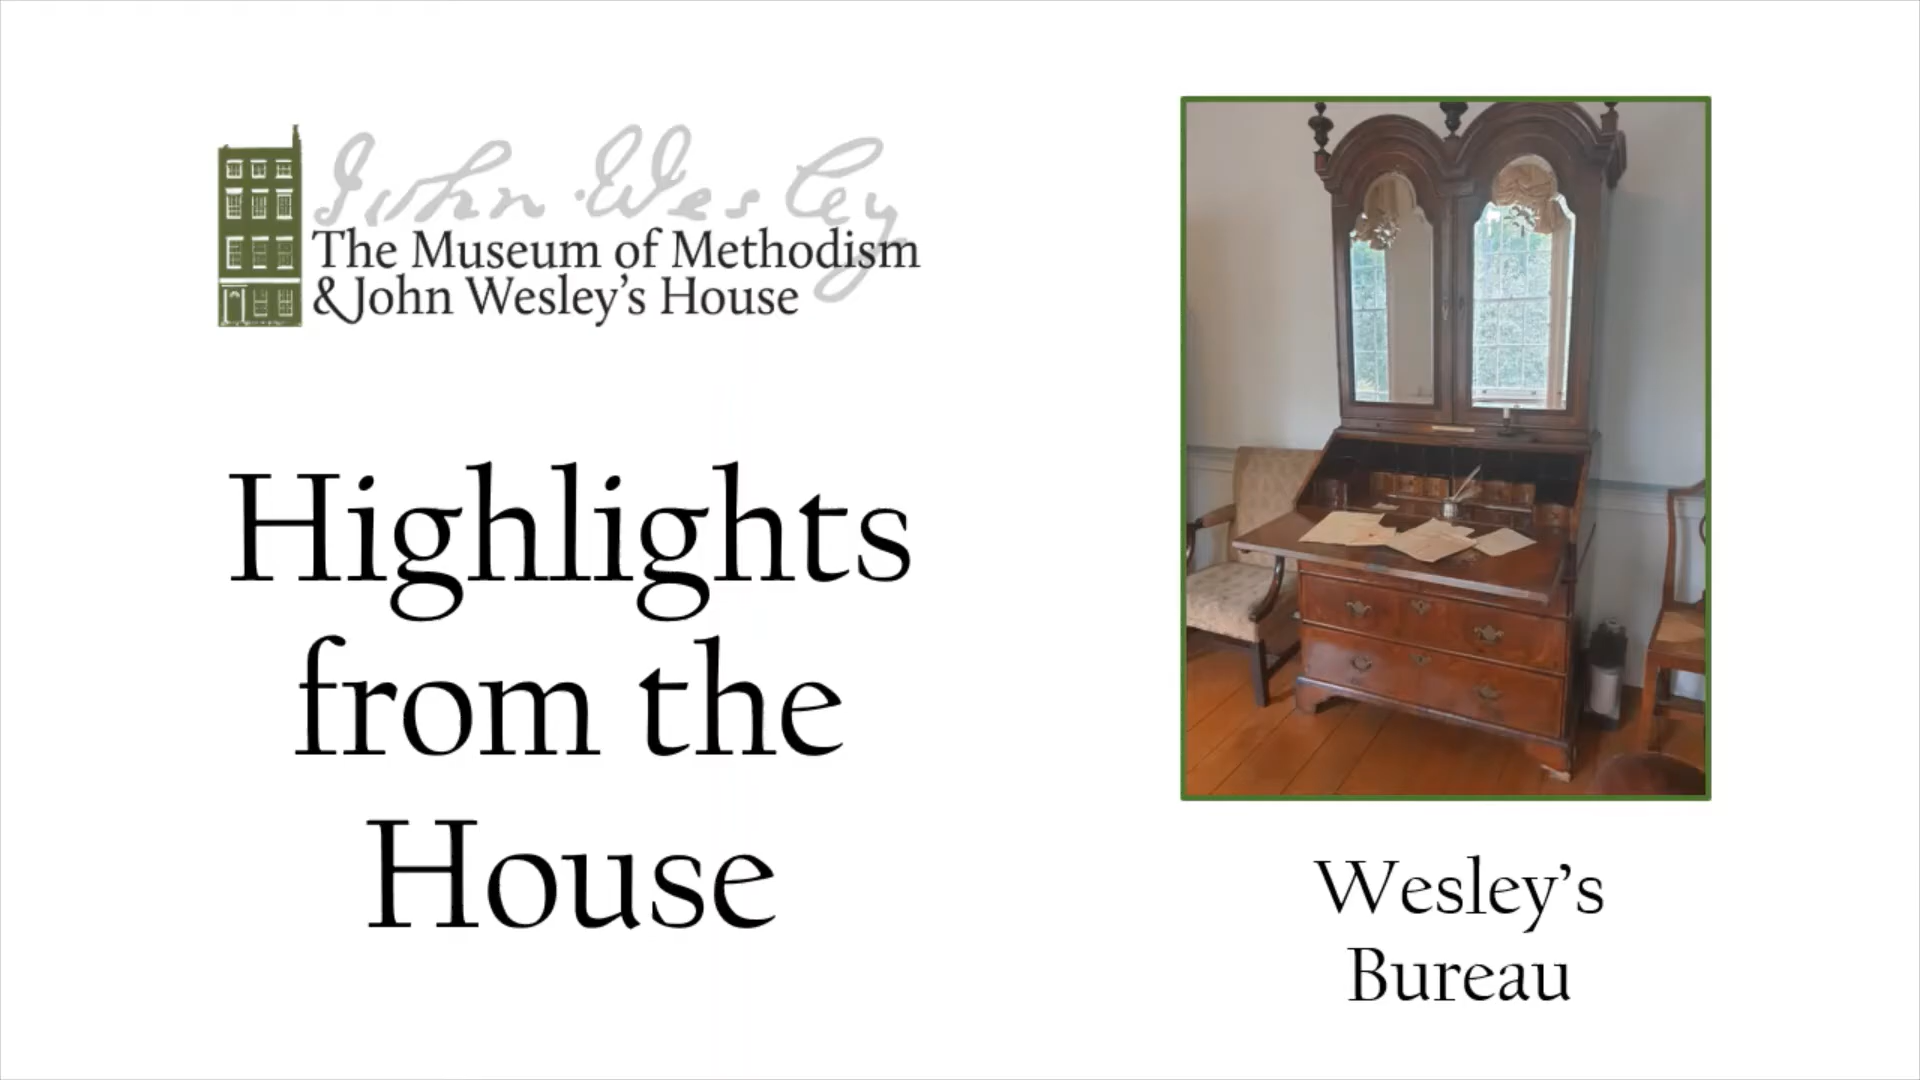 John Wesley
The Museum of Methodism
& John Wesley's House
Highlights
from the
House
Wesley's
Bureau